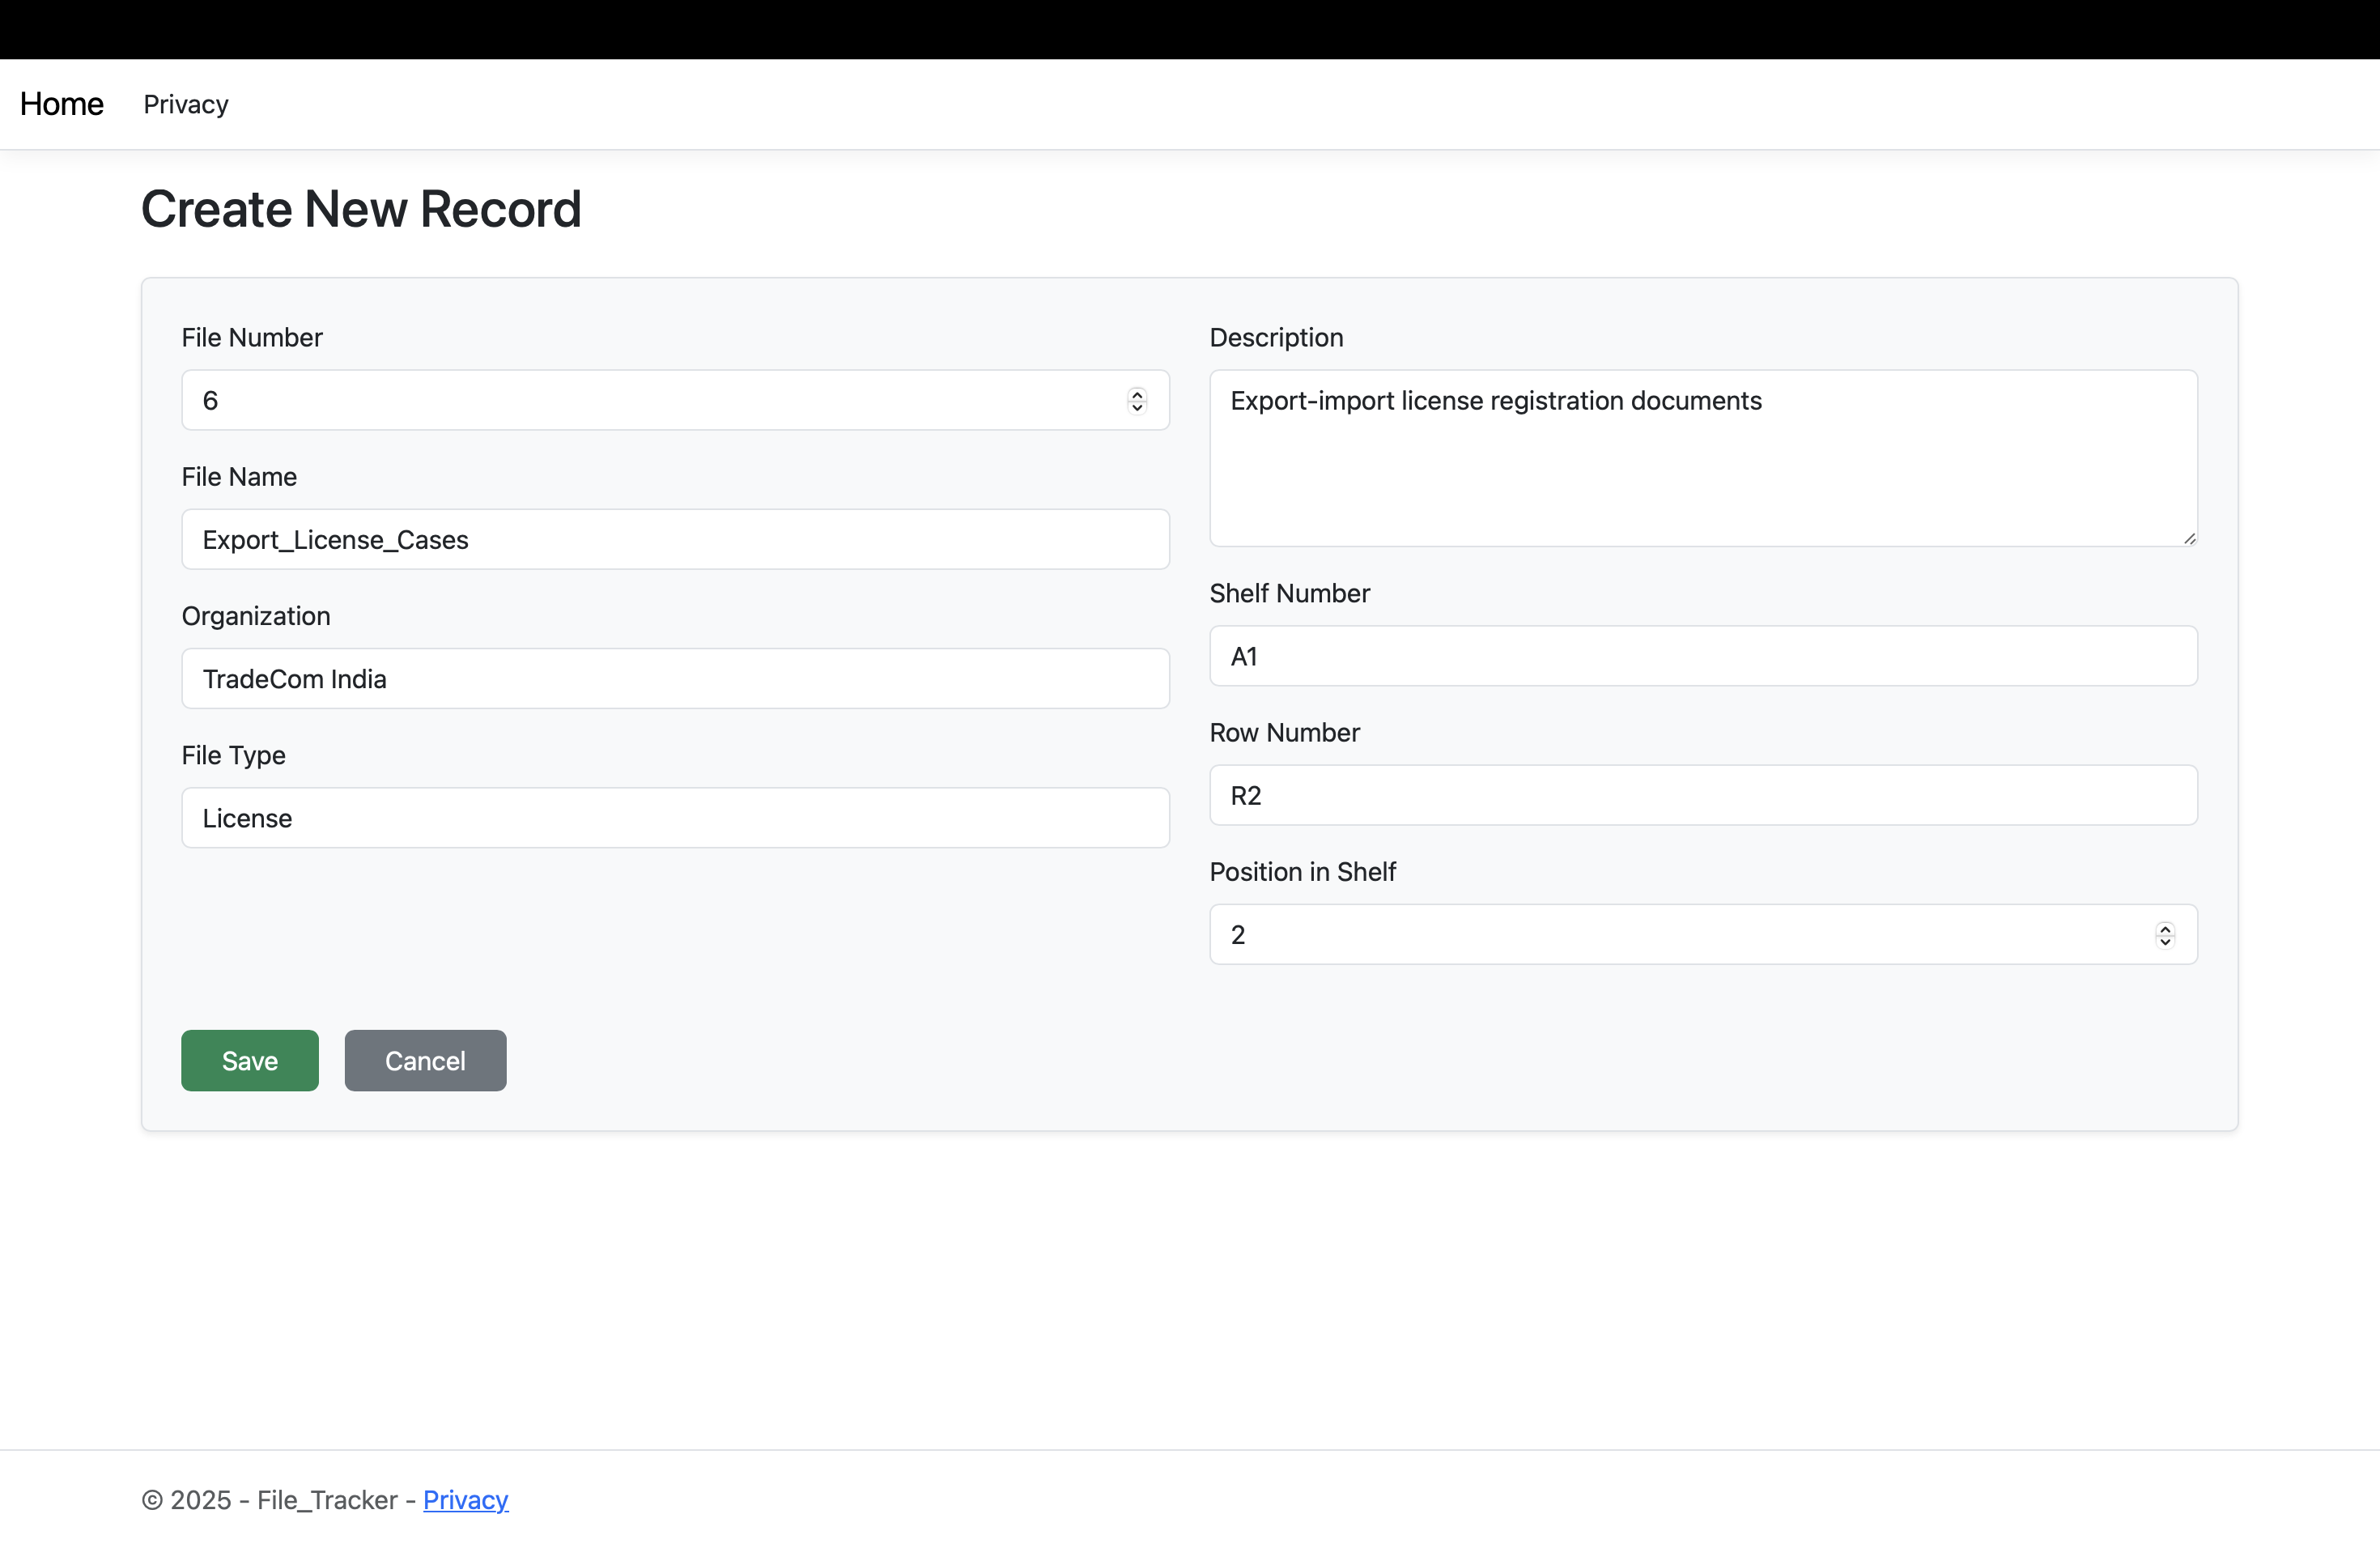 Home Privacy
Create New Record
File Number
6
File Name
Export_License_Cases
Organization
TradeCom India
File Type
License
Description
Export-import license registration documents
Shelf Number
A1
Row Number
R2
Position in Shelf
2
Save Cancel
© 2025 - File_Tracker - Privacy